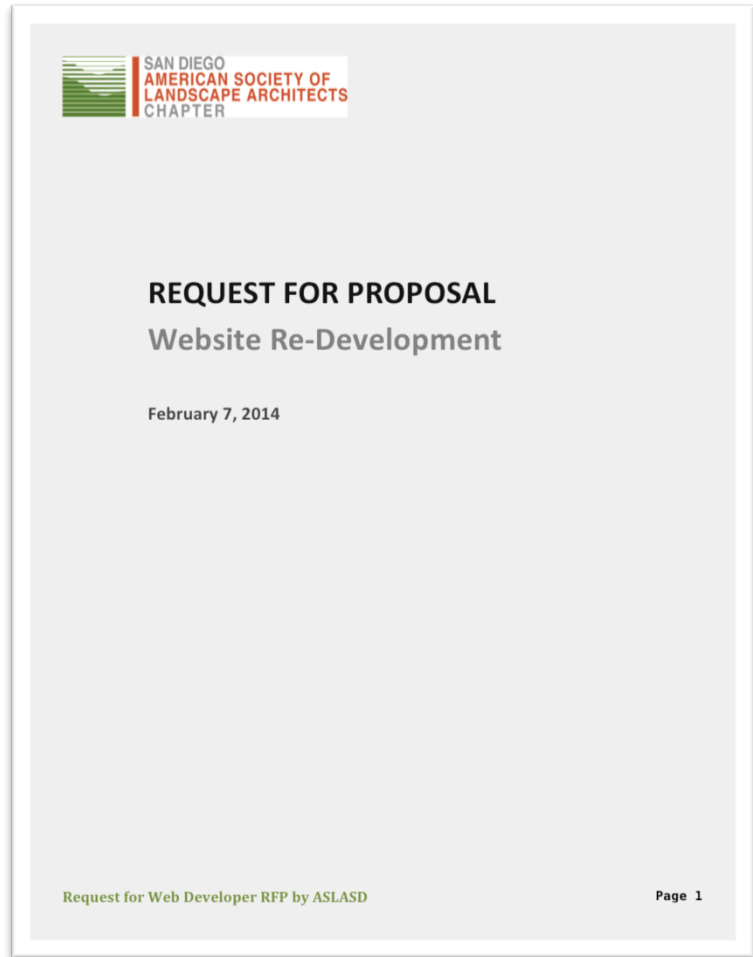 SAN DIEGO
AMERICAN SOCIETY OF
LANDSCAPE ARCHITECTS
CHAPTER
REQUEST FOR PROPOSAL
Website Re-Development
February 7, 2014
Request for Web Developer RFP by ASLASD
Page 1